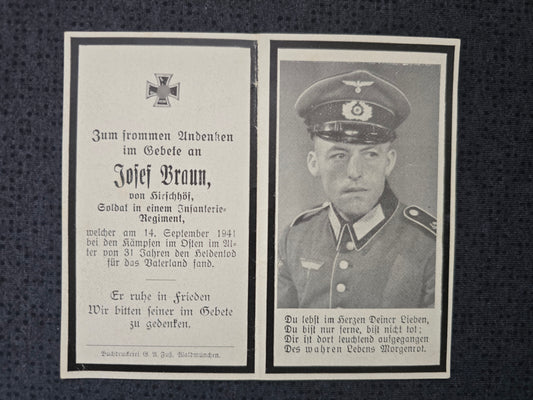 Zum frommen Andenken
im Gebete an
Josef Braun,
von Hirschhöf,
Soldat in einem Infanterie-
Regiment,
welcher am 14. September 1941
bei den Kämpfen im Osten im Al-
ter von 31 Jahren den Heldentod
für das Vaterland fand.
Er ruhe in Frieden
Wir bitten seiner im Gebete
zu gedenken.
Buchdruckerei E. A. Fuß, Waldmünchen.
Du lebst im Herzen Deiner Lieben,
Du bist nur ferne, bist nicht tot;
Dir ist dort leuchtend aufgegangen
Des wahren Lebens Morgenrot.